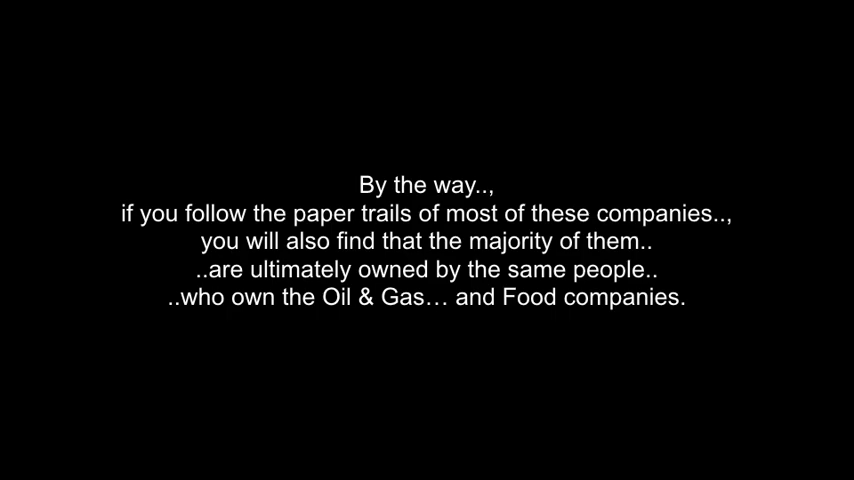 By the way..,
if you follow the paper trails of most of these companies..,
you will also find that the majority of them..
..are ultimately owned by the same people..
..who own the Oil & Gas… and Food companies.